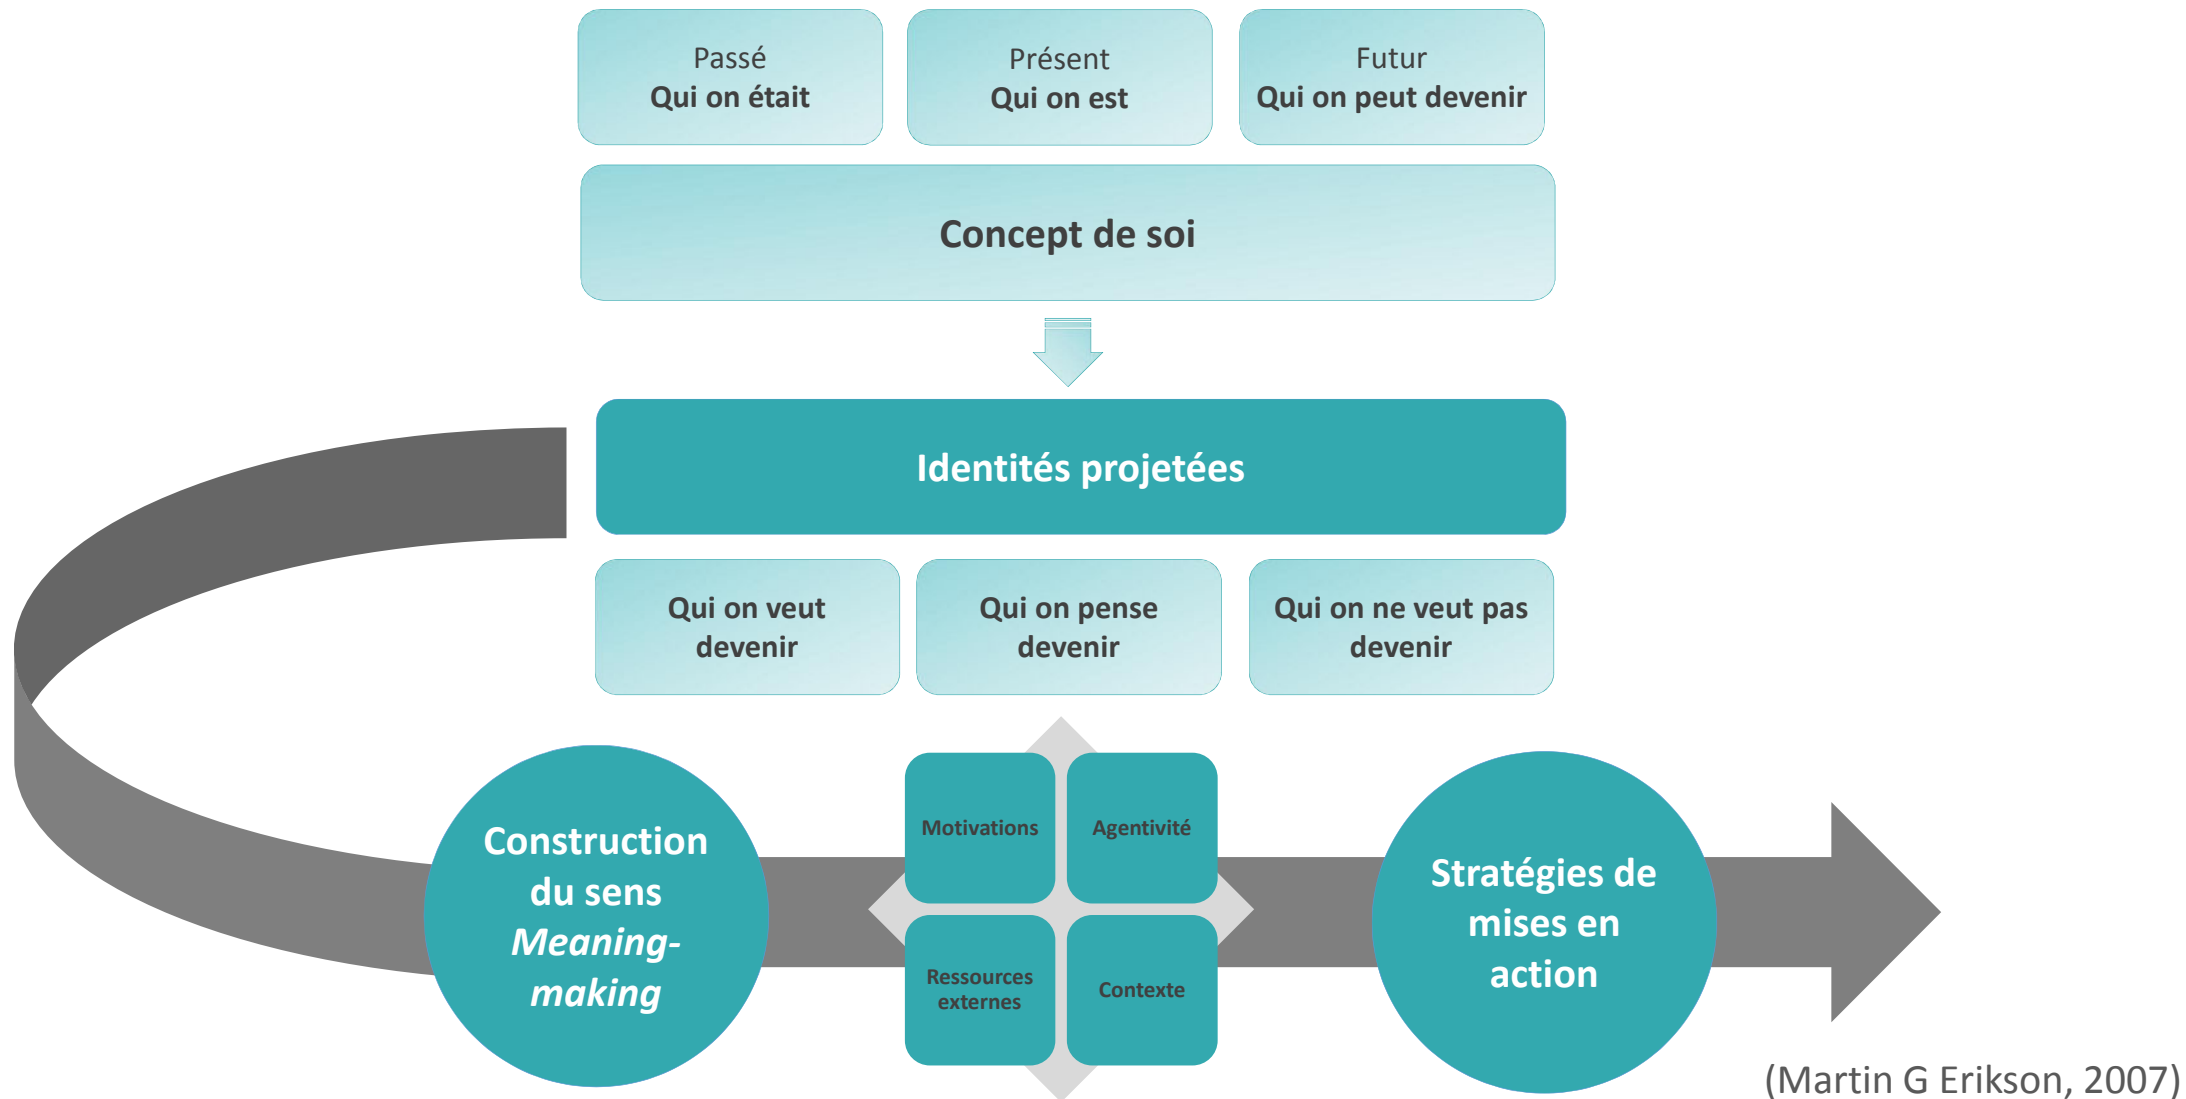 Passé
Qui on était
Présent
Qui on est
Futur
Qui on peut devenir
Concept de soi
Identités projetées
Qui on veut
devenir
Qui on pense
devenir
Qui on ne veut pas
devenir
Construction
du sens
Meaning-
making
Motivations
Agentivité
Ressources
externes
Contexte
Stratégies de
mises en
action
(Martin G Erikson, 2007)